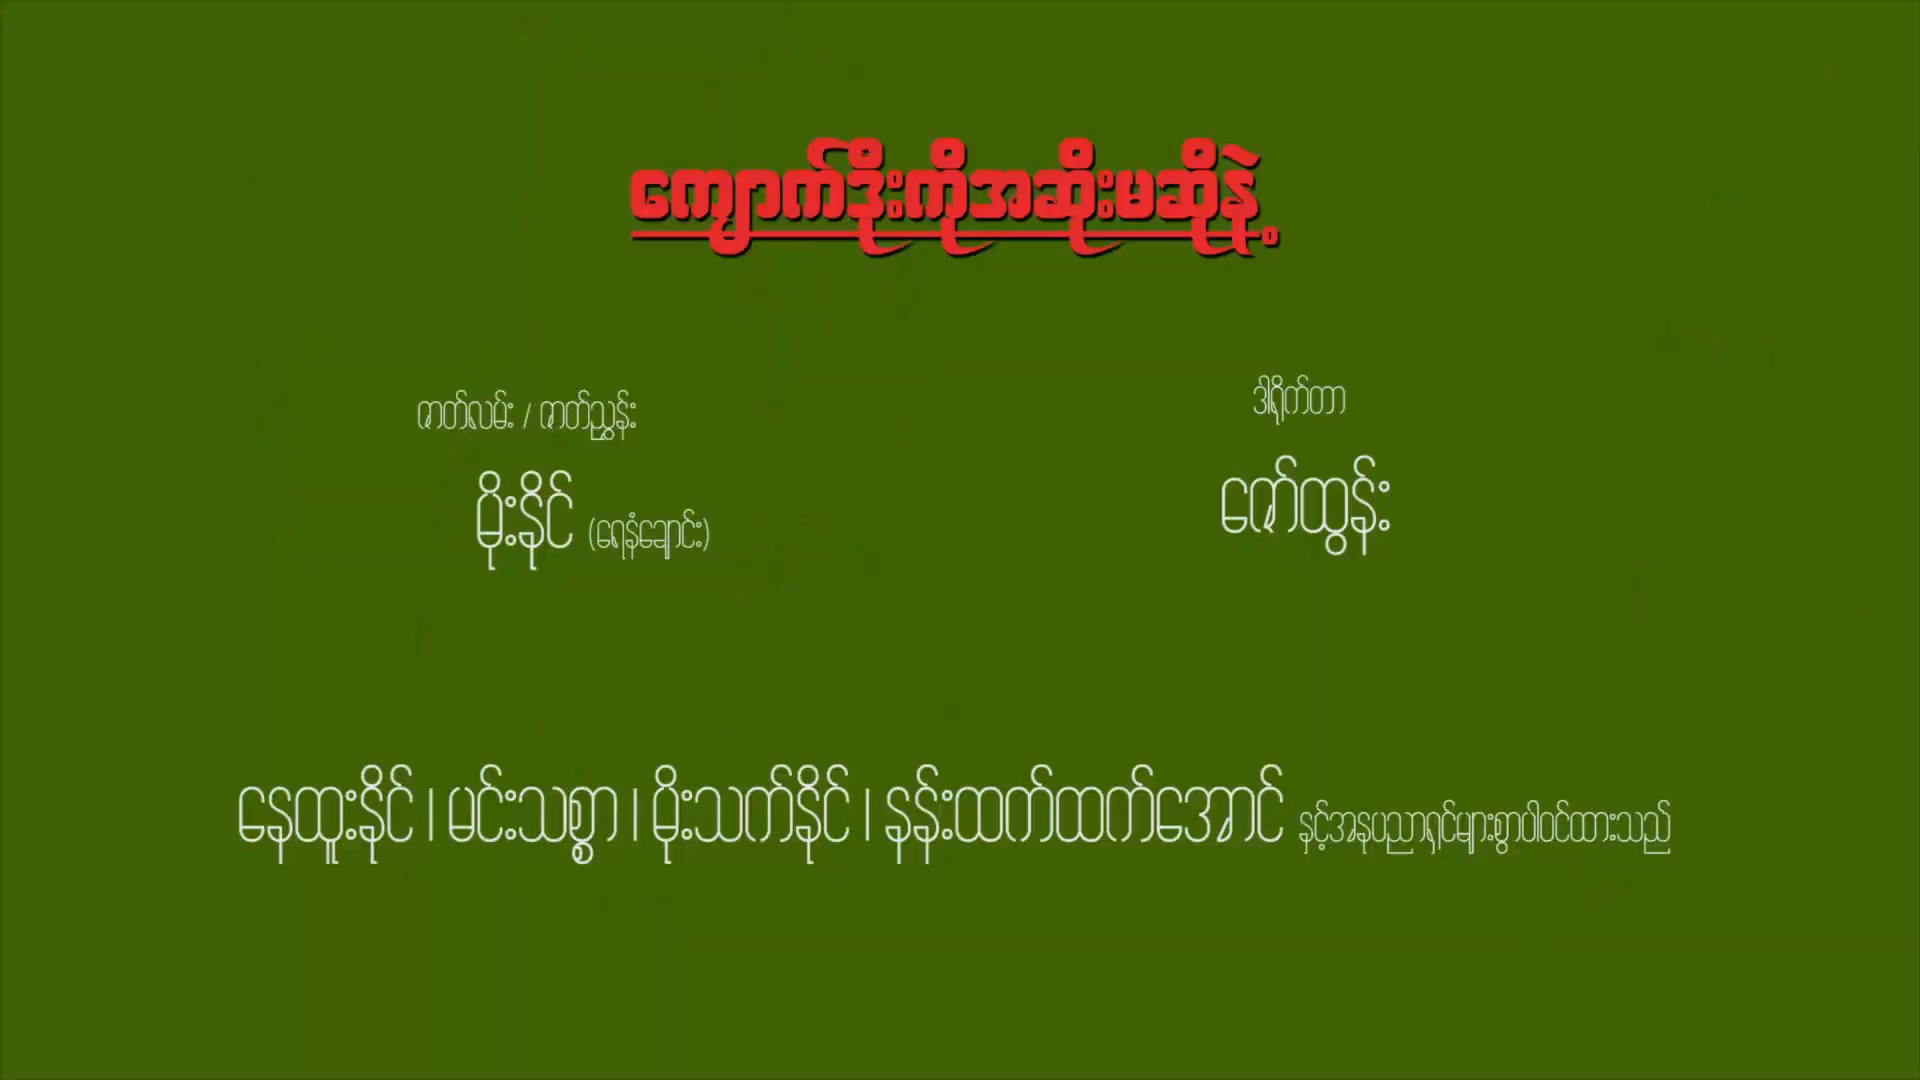 ကျောက်ဒိုးကိုအဆိုးမဆိုနဲ့
ဇာတ်လမ်း / ဇာတ်ညွှန်း
မိုးနိုင် (ရေနံချောင်း)
ဒါရိုက်တာ
ဇော်ထွန်း
နေထူးနိုင် ၊ မင်းသစ္စာ ၊ မိုးသက်နိုင် ၊ နန်းထက်ထက်အောင် နှင့်အနုပညာရှင်များစွာပါဝင်ထားသည်